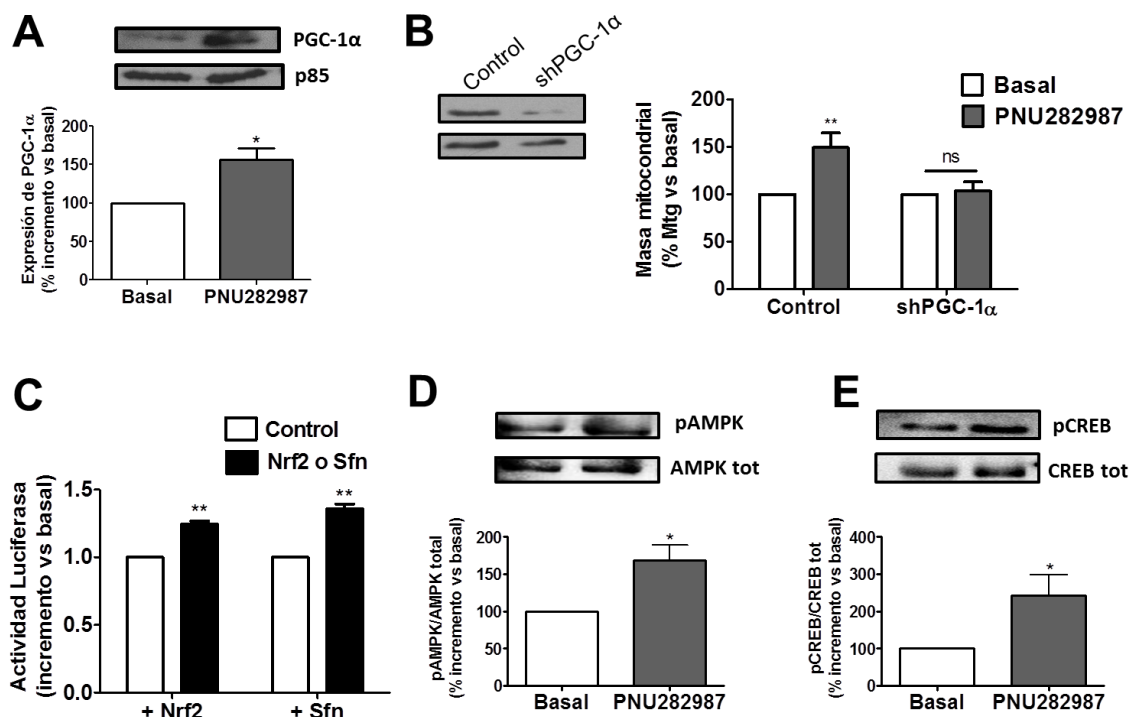 A
PGC-1α
p85
Expresión de PGC-1α
(% incremento vs basal)
200
150
100
50
0
*
Basal
PNU282987
B
Control
shPGC-1α
Basal
PNU282987
Masa mitocondrial
(% Mtg vs basal)
200
150
100
50
0
**
ns
Control
shPGC-1α
C
Control
Nrf2 o Sfn
Actividad Luciferasa
(incremento vs basal)
1.5
1.0
0.5
0.0
**
**
+ Nrf2
+ Sfn
D
pAMPK
AMPK tot
pAMPK/AMPK total
(% incremento vs basal)
200
150
100
50
0
*
Basal
PNU282987
E
pCREB
CREB tot
pCREB/CREB tot
(% incremento vs basal)
400
300
200
100
0
*
Basal
PNU282987